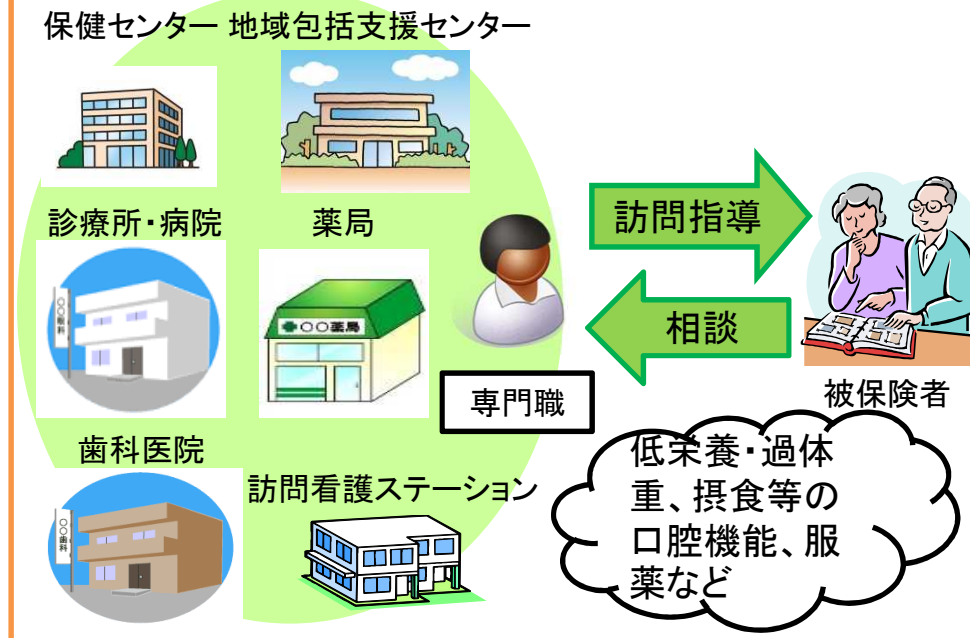 保健センター 地域包括支援センター
診療所・病院
薬局
訪問指導
相談
〇〇薬局
専門職
被保険者
歯科医院
〇〇歯科
訪問看護ステーション
低栄養・過体
重、摂食等の
口腔機能、服
薬など